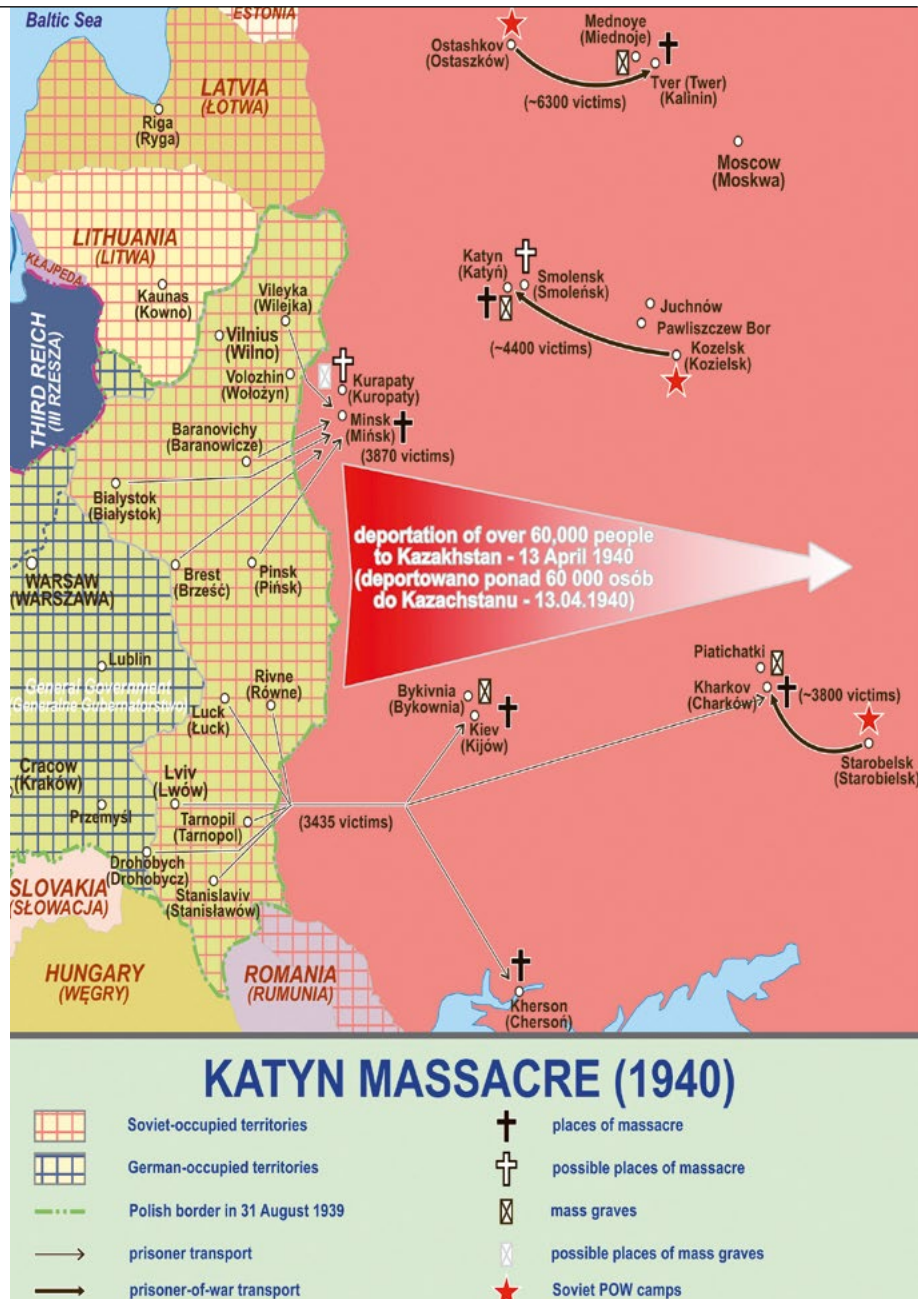 Baltic Sea
ESTONIA
(ESTONIA)
LATVIA
(ŁOTWA)
Riga
(Ryga)
Ostashkov
(Ostaszków)
Mednoye
(Miednoje)
Tver (Twer)
(Kalinin)
(~6300 victims)
Moscow
(Moskwa)
LITHUANIA
(LITWA)
KŁAJPEDA
Kaunas
(Kowno)
Vileyka
(Wilejka)
Vilnius
(Wilno)
Volozhin
(Wołożyn)
Katyn
(Katyń)
Smolensk
(Smoleńsk)
Juchnów
Pawliszczew Bor
Kozelsk
(Kozielsk)
(~4400 victims)
THIRD REICH
(III RZESZA)
Kurapaty
(Kuropaty)
Minsk
(Mińsk)
(3870 victims)
Baranovichy
(Baranowicze)
Bialystok
(Białystok)
deportation of over 60,000 people
to Kazakhstan - 13 April 1940
(deportowano ponad 60 000 osób
do Kazachstanu - 13.04.1940)
WARSAW
(WARSZAWA)
Brest
(Brześć)
Pinsk
(Pińsk)
Lublin
General Government
(Generalne Gubernatorstwo)
Rivne
(Równe)
Luck
(Łuck)
Bykivnia
(Bykownia)
Kiev
(Kijów)
Piatichatki
Kharkov
(Charków)
(~3800 victims)
Starobelsk
(Starobielsk)
Cracow
(Kraków)
Lviv
(Lwów)
Przemyśl
Tarnopil
(Tarnopol)
(3435 victims)
Drohobych
(Drohobycz)
Stanislaviv
(Stanisławów)
SLOVAKIA
(SŁOWACJA)
HUNGARY
(WĘGRY)
ROMANIA
(RUMUNIA)
Kherson
(Chersoń)
KATYN MASSACRE (1940)
Soviet-occupied territories
German-occupied territories
Polish border in 31 August 1939
prisoner transport
prisoner-of-war transport
places of massacre
possible places of massacre
mass graves
possible places of mass graves
Soviet POW camps